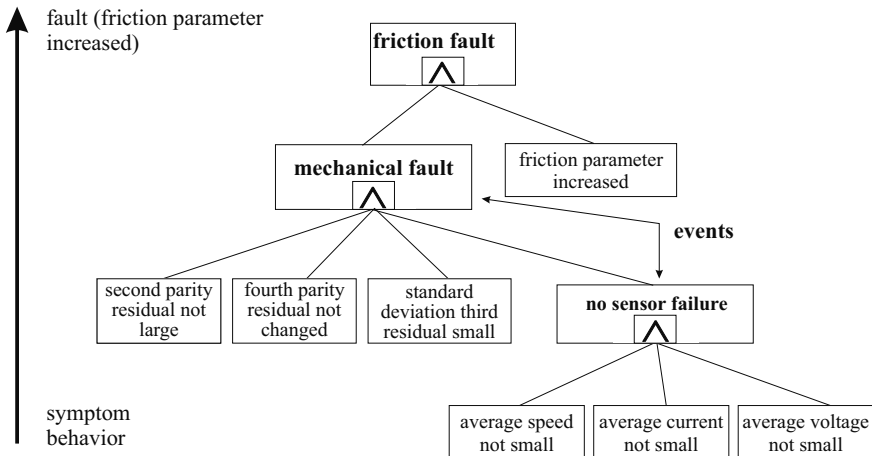 fault (friction parameter
increased)
friction fault
⋀
mechanical fault
⋀
friction parameter
increased
events
second parity
residual not
large
fourth parity
residual not
changed
standard
deviation third
residual small
no sensor failure
⋀
symptom
behavior
average speed
not small
average current
not small
average voltage
not small